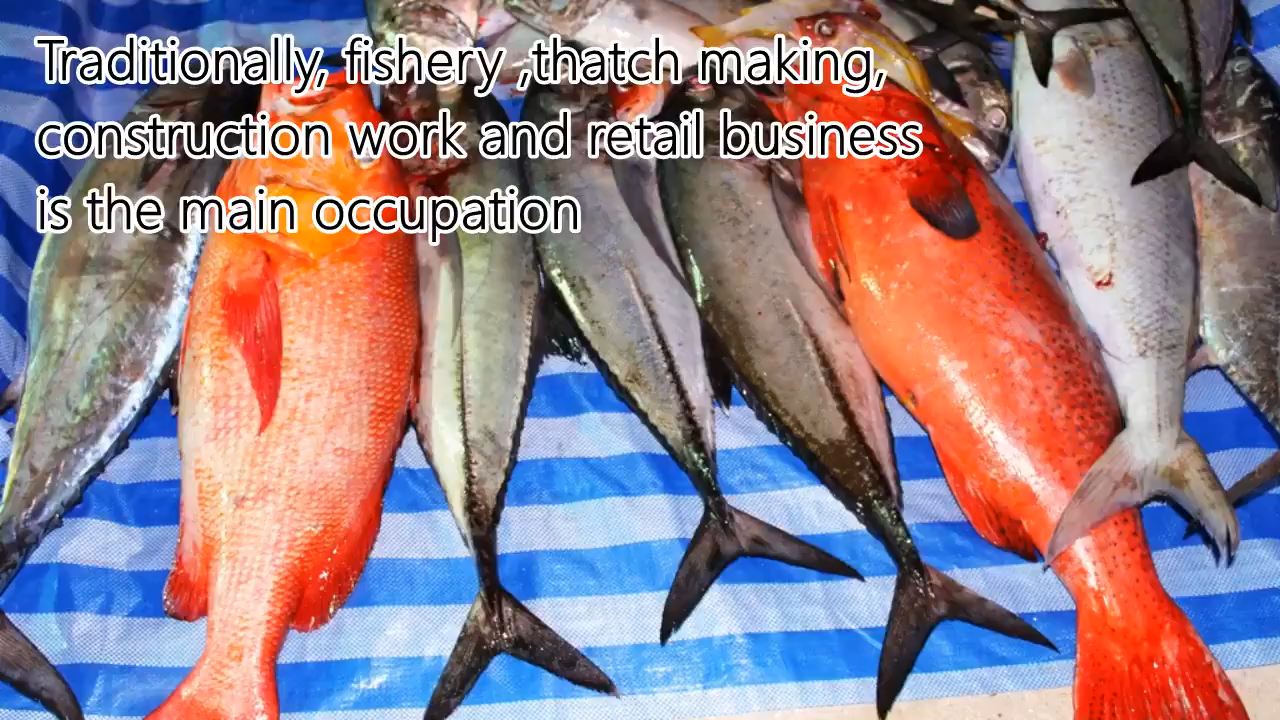 Traditionally, fishery ,thatch making,
construction work and retail business
is the main occupation